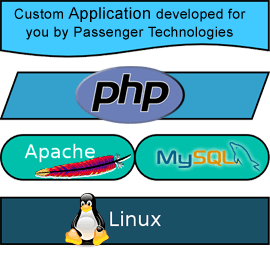 Custom Application developed for
you by Passenger Technologies
php
Apache
MySQL
Linux